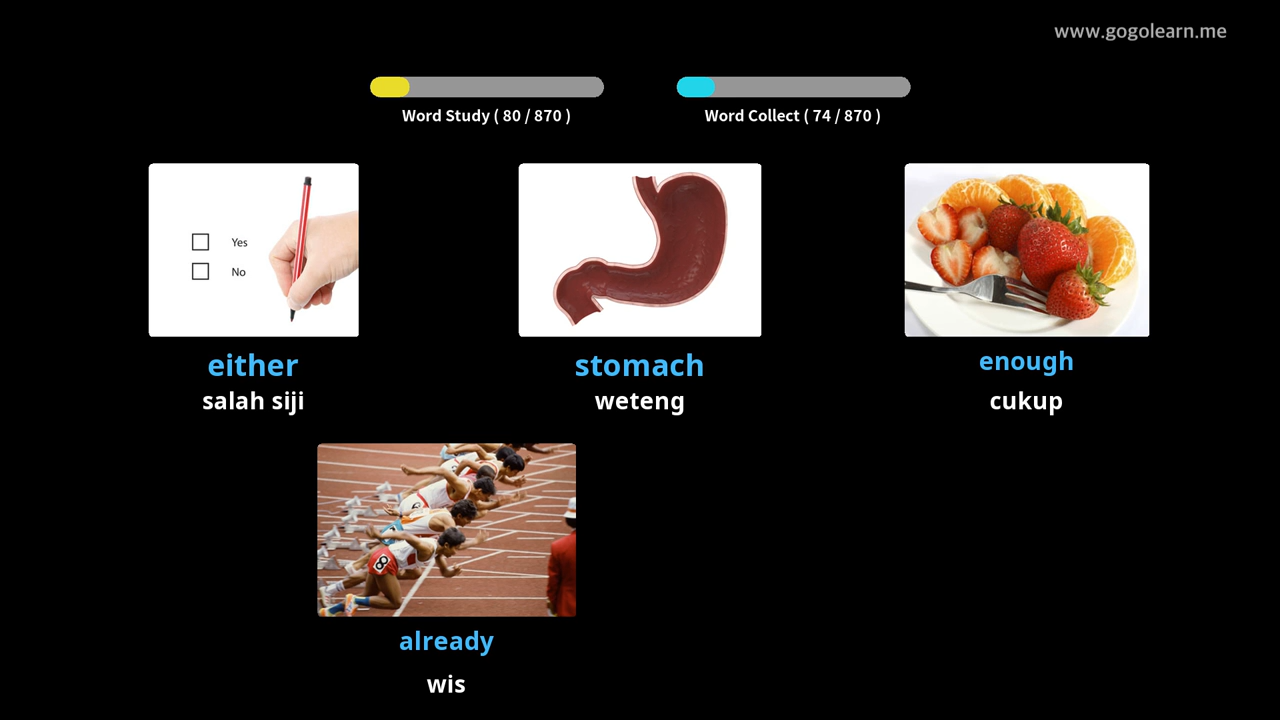 www.gogolearn.me
Word Study ( 80 / 870 )
Word Collect ( 74 / 870 )
Yes
No
either
salah siji
stomach
weteng
enough
cukup
8
already
wis